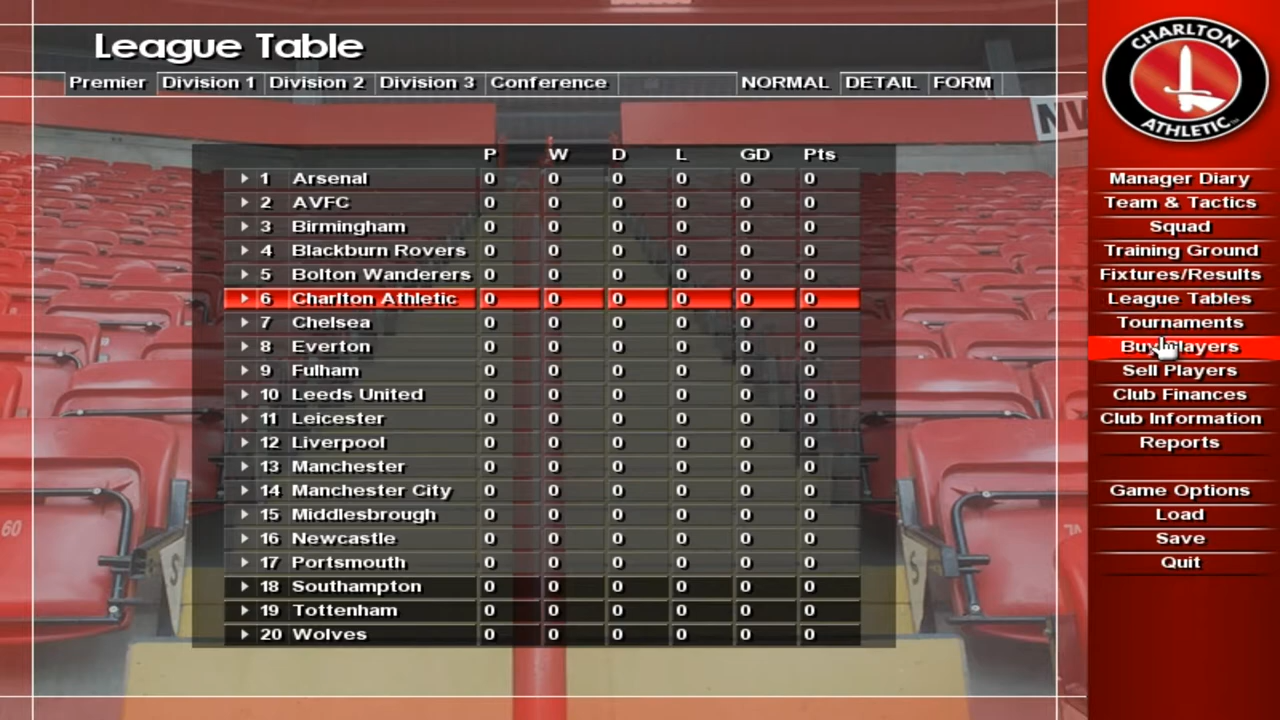 League Table
Premier Division 1 Division 2 Division 3 Conference NORMAL DETAIL FORM
P W D L GD Pts
1 Arsenal 0 0 0 0 0 0
2 AVFC 0 0 0 0 0 0
3 Birmingham 0 0 0 0 0 0
4 Blackburn Rovers 0 0 0 0 0 0
5 Bolton Wanderers 0 0 0 0 0 0
6 Charlton Athletic 0 0 0 0 0 0
7 Chelsea 0 0 0 0 0 0
8 Everton 0 0 0 0 0 0
9 Fulham 0 0 0 0 0 0
10 Leeds United 0 0 0 0 0 0
11 Leicester 0 0 0 0 0 0
12 Liverpool 0 0 0 0 0 0
13 Manchester 0 0 0 0 0 0
14 Manchester City 0 0 0 0 0 0
15 Middlesbrough 0 0 0 0 0 0
16 Newcastle 0 0 0 0 0 0
17 Portsmouth 0 0 0 0 0 0
18 Southampton 0 0 0 0 0 0
19 Tottenham 0 0 0 0 0 0
20 Wolves 0 0 0 0 0 0
CHARLTON
ATHLETIC
Manager Diary
Team & Tactics
Squad
Training Ground
Fixtures/Results
League Tables
Tournaments
Buy Players
Sell Players
Club Finances
Club Information
Reports
Game Options
Load
Save
Quit
60
S
S